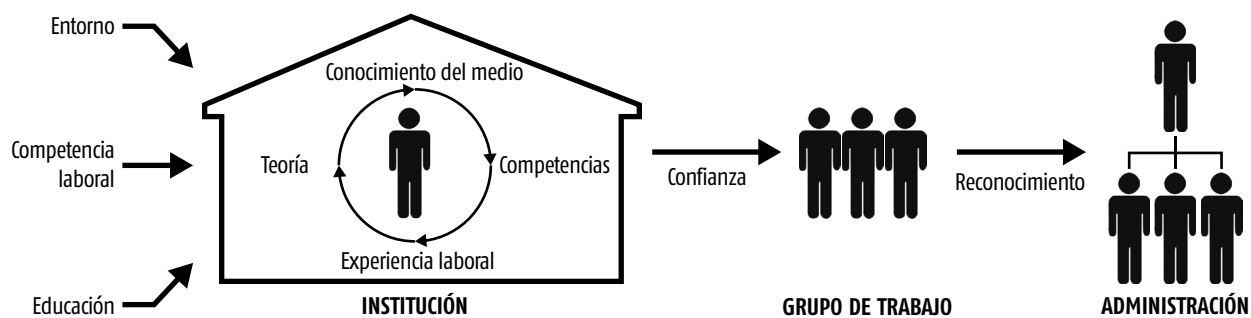 Entorno
Competencia
laboral
Educación
Conocimiento del medio
Teoría
Competencias
Experiencia laboral
INSTITUCIÓN
Confianza
GRUPO DE TRABAJO
Reconocimiento
ADMINISTRACIÓN